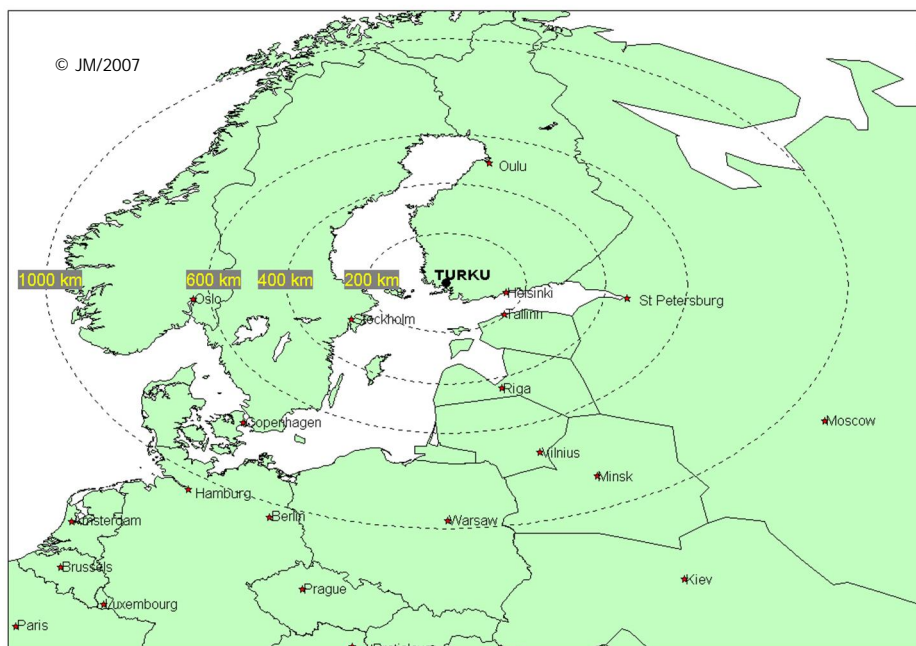 © JM/2007
Oulu
TURKU
1000 km
600 km
400 km
200 km
Helsinki
Oslo
St Petersburg
Tallinn
Stockholm
Riga
Copenhagen
Moscow
Vilnius
Minsk
Hamburg
Amsterdam
Berlin
Warsaw
Brussels
Kiev
Prague
Luxembourg
Paris